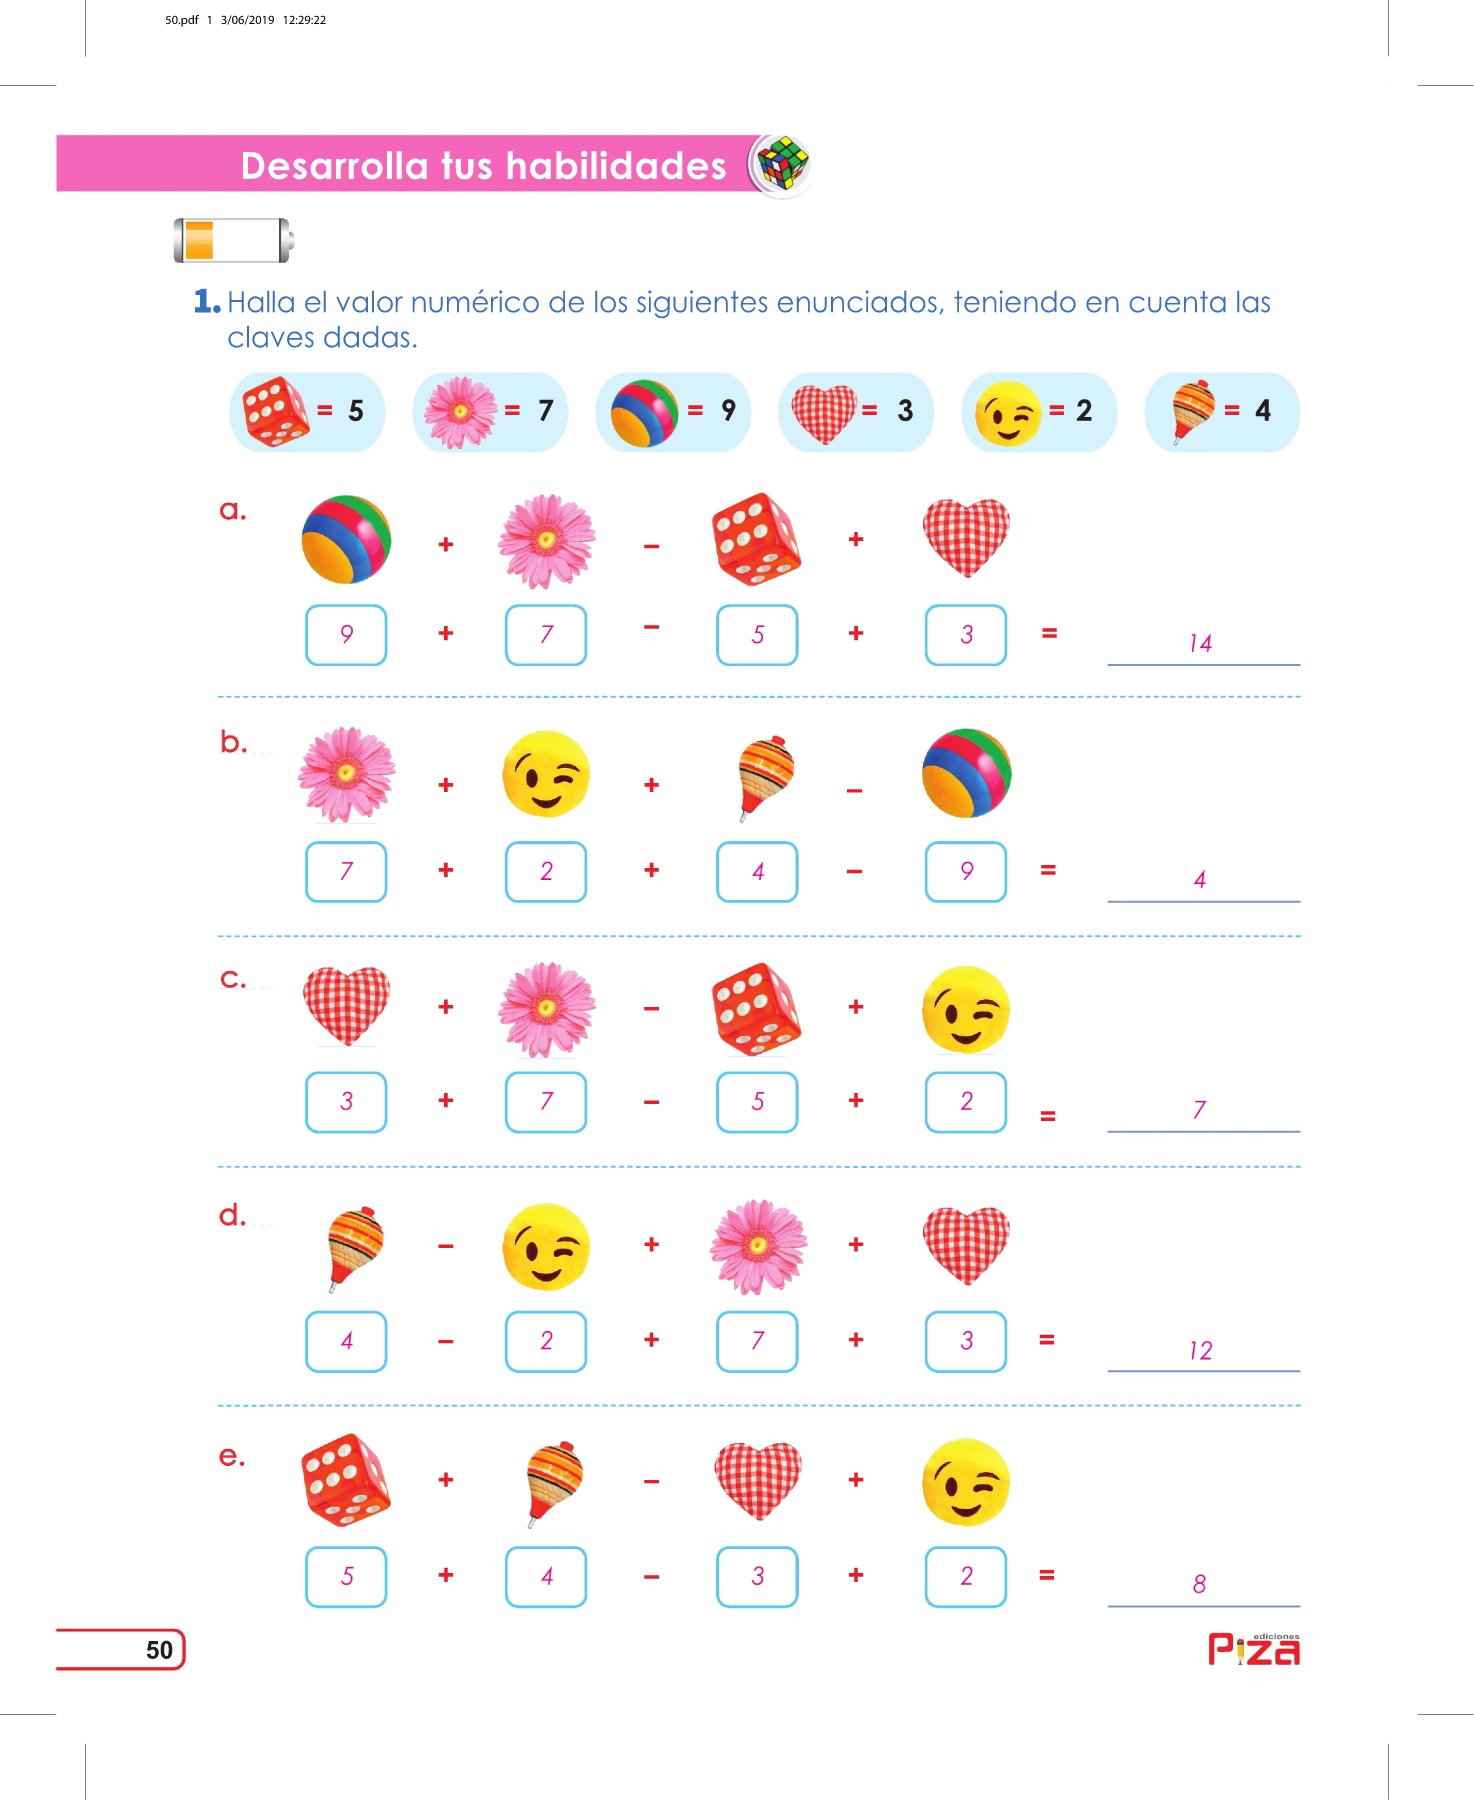 50.pdf 1 3/06/2019 12:29:22
Desarrolla tus habilidades
1. Halla el valor numérico de los siguientes enunciados, teniendo en cuenta las
claves dadas.
= 5 = 7 = 9 = 3 = 2 = 4
a.
+ – +
9 + 7 – 5 + 3 = 14
b.
+ + –
7 + 2 + 4 – 9 = 4
c.
+ – +
3 + 7 – 5 + 2 = 7
d.
– + +
4 – 2 + 7 + 3 = 12
e.
+ – +
5 + 4 – 3 + 2 = 8
50
ediciones
Piza